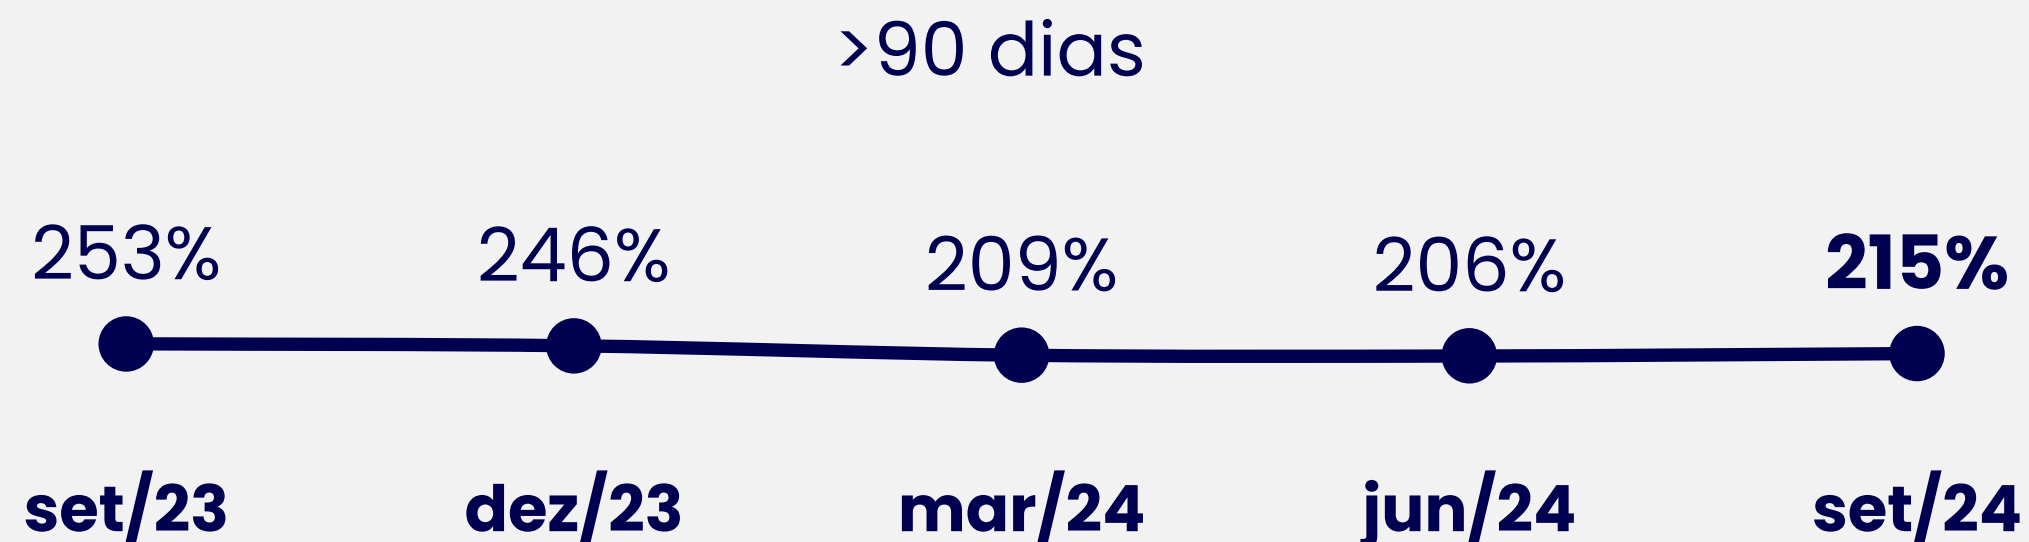 >90 dias
253% 246% 209% 206% 215%
set/23 dez/23 mar/24 jun/24 set/24